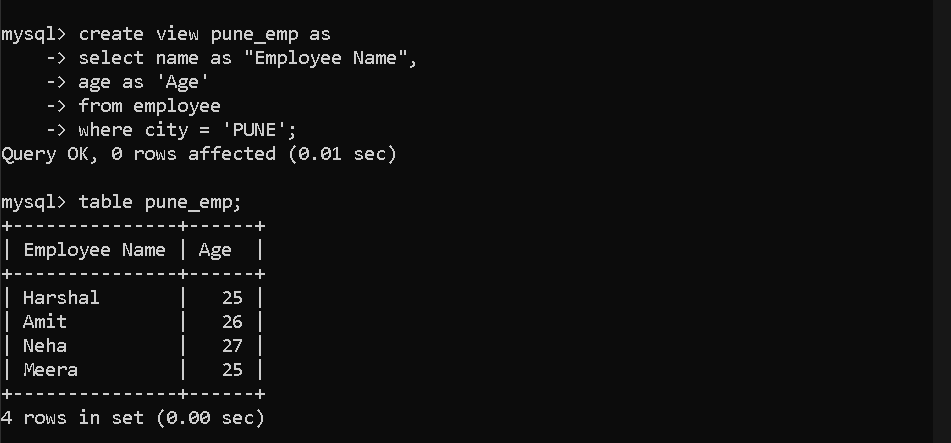 mysql> create view pune_emp as
    -> select name as "Employee Name",
    -> age as 'Age'
    -> from employee
    -> where city = 'PUNE';
Query OK, 0 rows affected (0.01 sec)
mysql> table pune_emp;
+---------------+------+
| Employee Name | Age  |
+---------------+------+
| Harshal       |   25 |
| Amit          |   26 |
| Neha          |   27 |
| Meera         |   25 |
+---------------+------+
4 rows in set (0.00 sec)